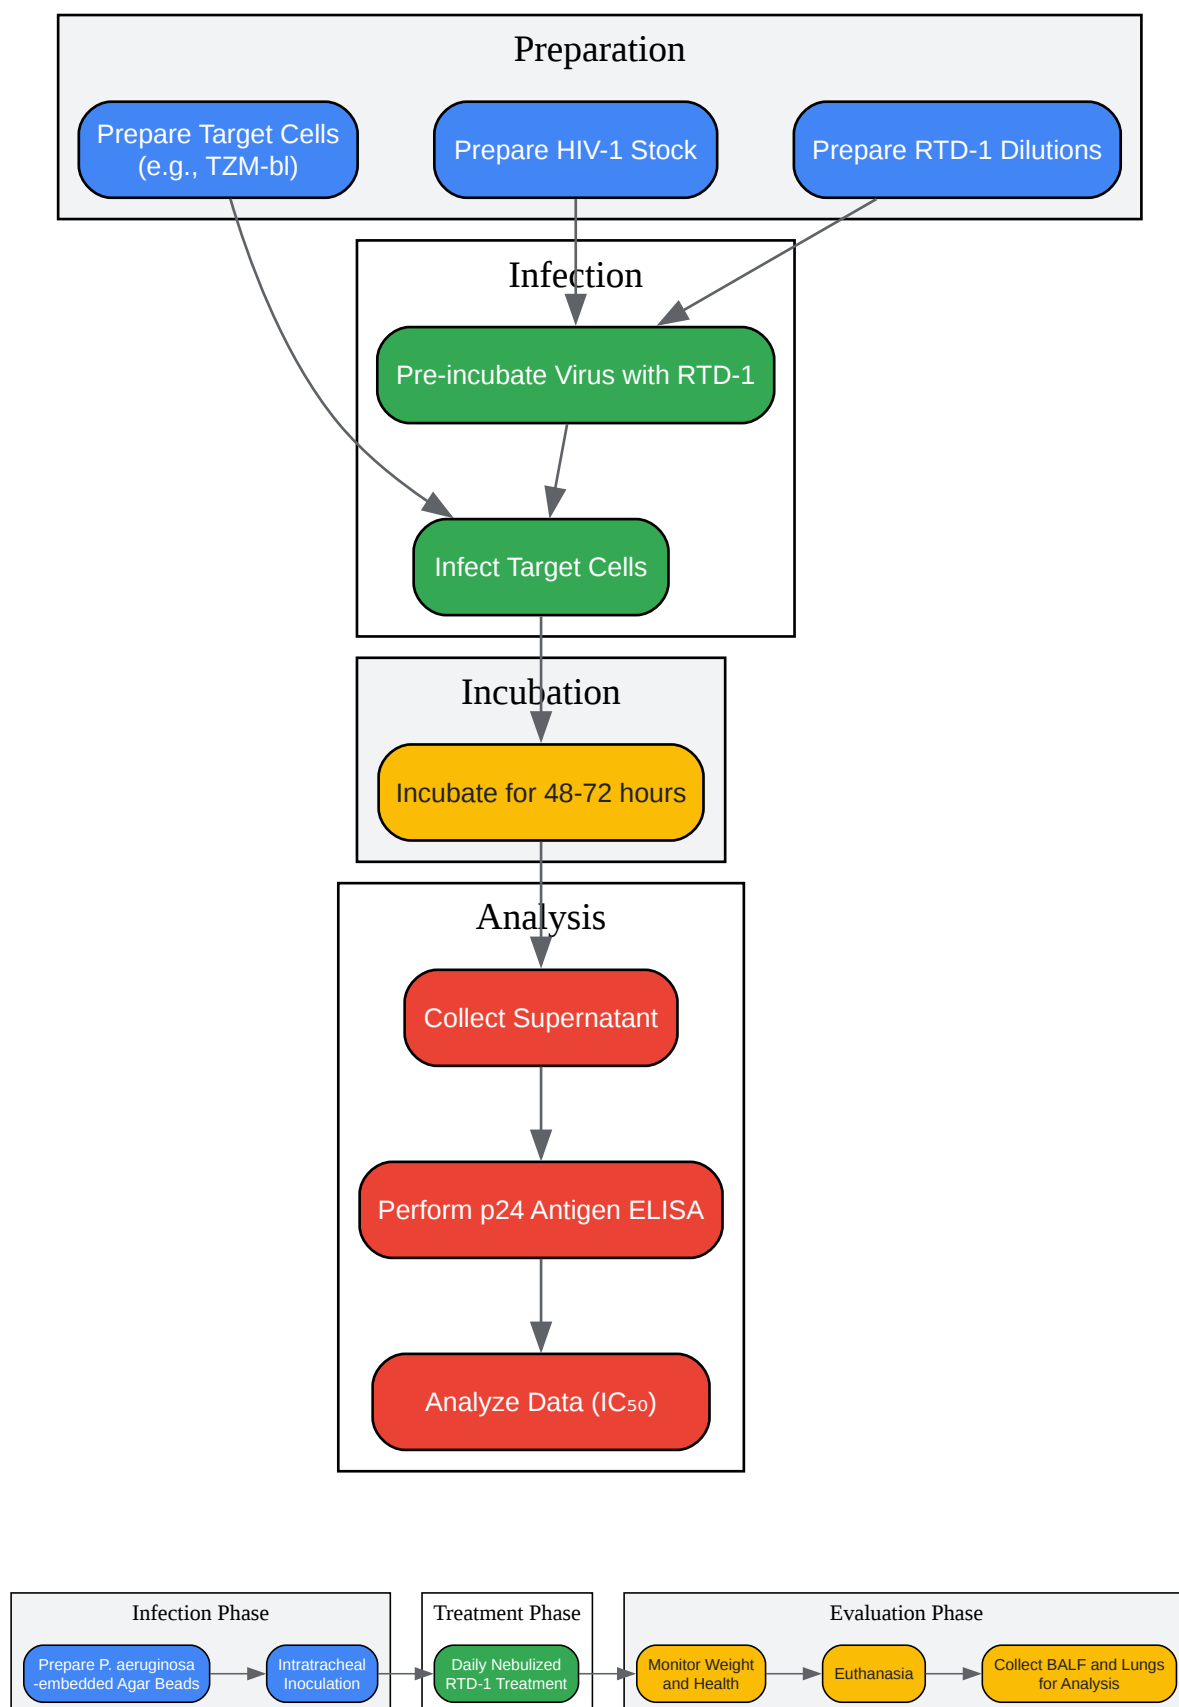 Preparation
Prepare Target Cells
(e.g., TZM-bl)
Prepare HIV-1 Stock
Prepare RTD-1 Dilutions
Infection
Pre-incubate Virus with RTD-1
Infect Target Cells
Incubation
Incubate for 48-72 hours
Analysis
Collect Supernatant
Perform p24 Antigen ELISA
Analyze Data (IC₅₀)
Infection Phase
Prepare P. aeruginosa
-embedded Agar Beads
Intratracheal
Inoculation
Treatment Phase
Daily Nebulized
RTD-1 Treatment
Evaluation Phase
Monitor Weight
and Health
Euthanasia
Collect BALF and Lungs
for Analysis